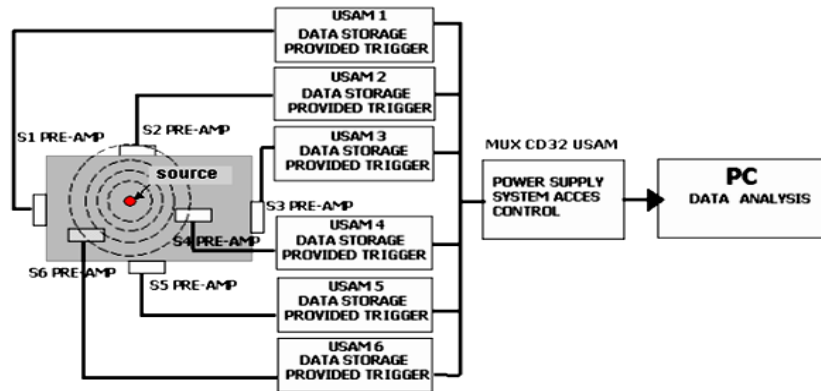 USAM 1
DATA STORAGE
PROVIDED TRIGGER
USAM 2
DATA STORAGE
PROVIDED TRIGGER
S2 PRE-AMP
S1 PRE-AMP
USAM 3
DATA STORAGE
PROVIDED TRIGGER
MUX CD32 USAM
source
POWER SUPPLY
SYSTEM ACCES
CONTROL
PC
DATA ANALYSIS
S3 PRE-AMP
USAM 4
DATA STORAGE
PROVIDED TRIGGER
S4 PRE-AMP
S6 PRE-AMP
S5 PRE-AMP
USAM 5
DATA STORAGE
PROVIDED TRIGGER
USAM 6
DATA STORAGE
PROVIDED TRIGGER